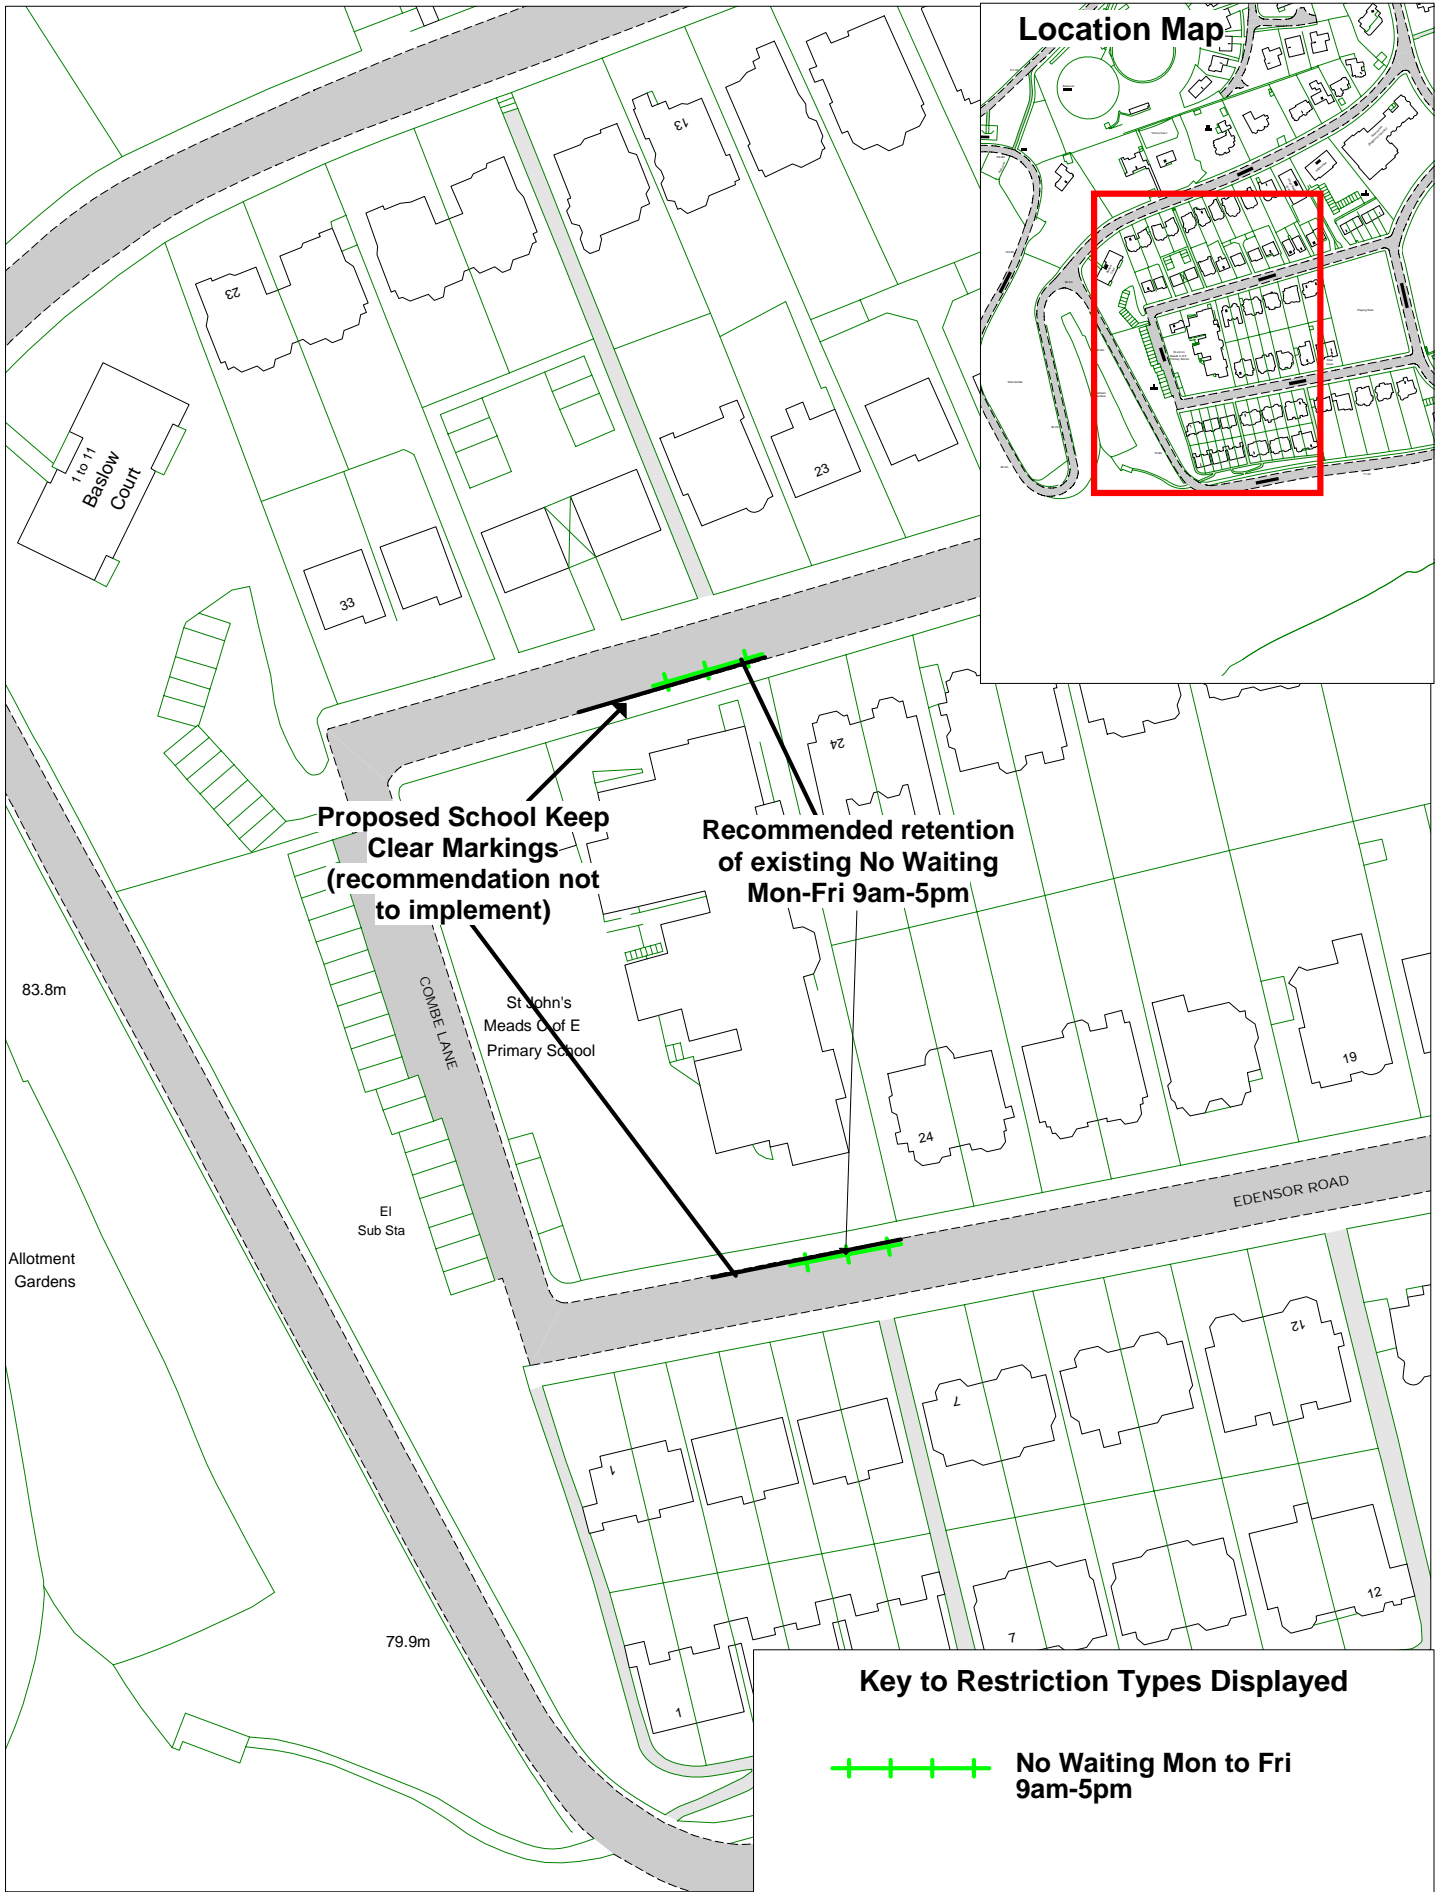 Location Map
13
23
1 to 11
Baslow
Court
23
33
24
Proposed School Keep
Clear Markings
(recommendation not
to implement)
Recommended retention
of existing No Waiting
Mon-Fri 9am-5pm
83.8m
COMBE LANE
St John's
Meads C of E
Primary School
19
24
EDENSOR ROAD
El
Sub Sta
Allotment
Gardens
12
7
1
12
7
79.9m
1
Key to Restriction Types Displayed
No Waiting Mon to Fri
9am-5pm